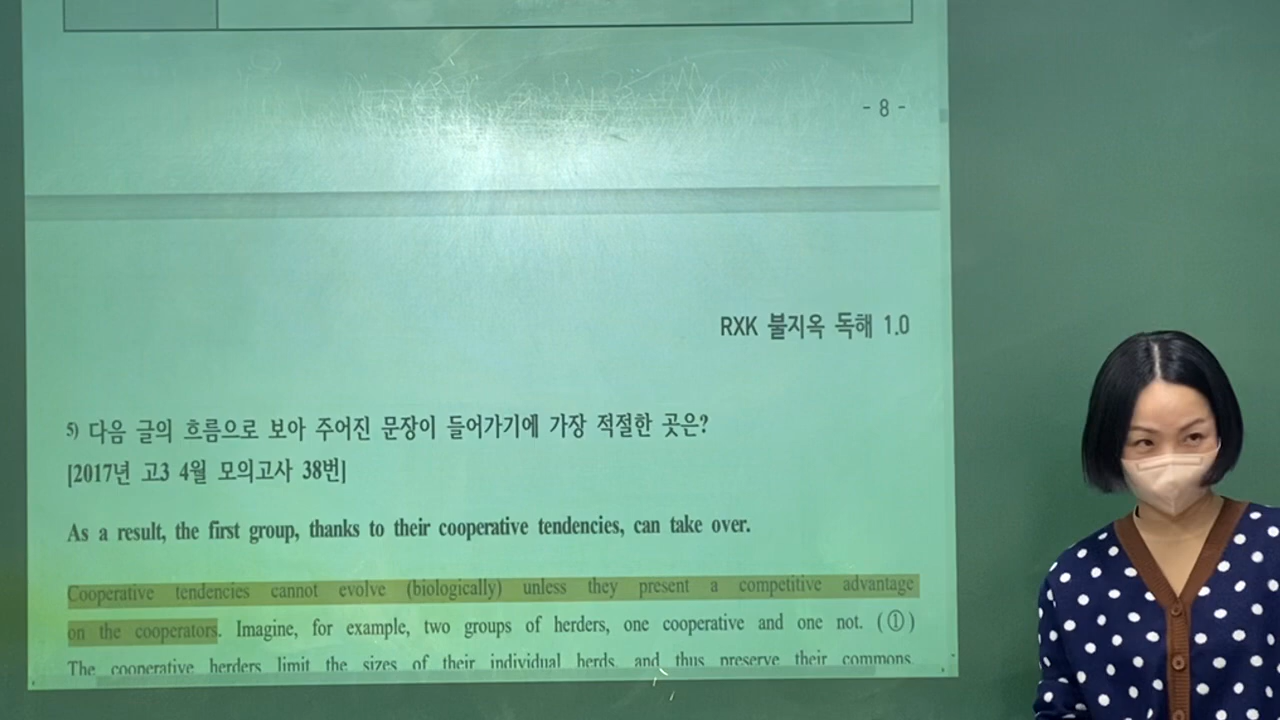 - 8 -
RXK 불지옥 독해 1.0
5) 다음 글의 흐름으로 보아 주어진 문장이 들어가기에 가장 적절한 곳은?
[2017년 고3 4월 모의고사 38번]
As a result, the first group, thanks to their cooperative tendencies, can take over.
Cooperative tendencies cannot evolve (biologically) unless they present a competitive advantage
on the cooperators. Imagine, for example, two groups of herders, one cooperative and one not. (①)
The cooperative herders limit the sizes of their individual herds, and thus preserve their commons